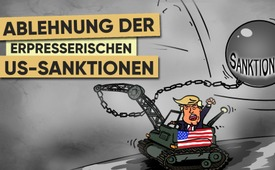 ABLEHNUNG DER
ERPRESSERISCHEN
US-SANKTIONEN
SANKTION